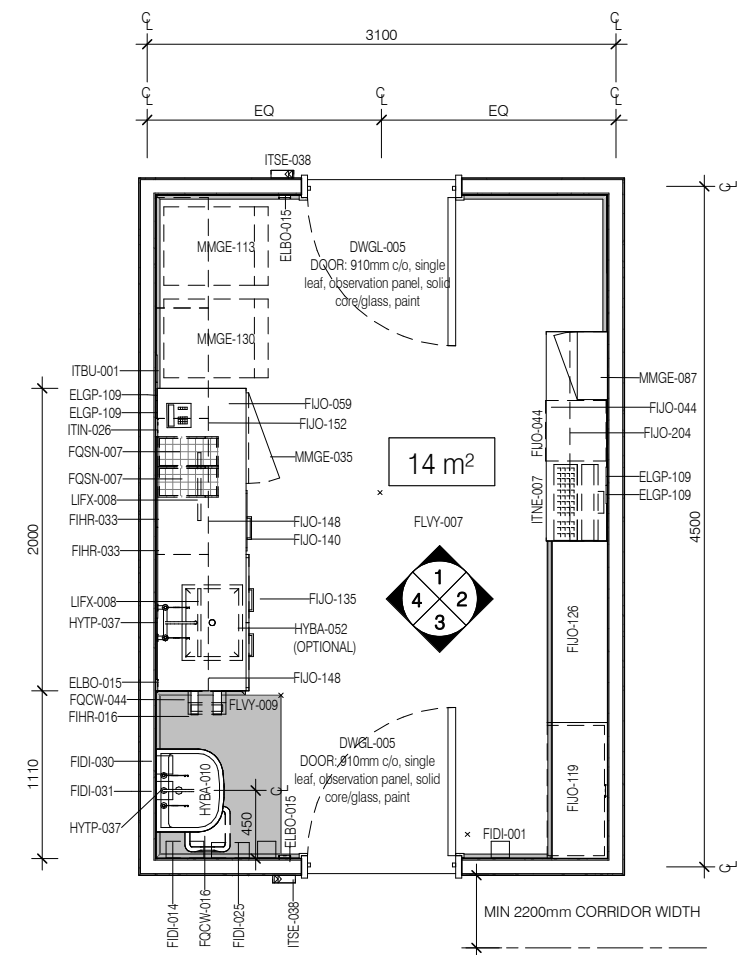 3100
EQ
EQ
ITSE-038
ELBO-015
MMGE-113
DWGL-005
DOOR: 910mm c/o, single
leaf, observation panel, solid
core/glass, paint
MMGE-130
ITBU-001
ELGP-109
ELGP-109
ITIN-026
FQSN-007
FQSN-007
LIFX-008
FIHR-033
FIHR-033
LIFX-008
HYTP-037
ELBO-015
FQCW-044
FIHR-016
FIDI-030
FIDI-031
HYTP-037
2000
1110
FIJO-059
FIJO-152
MMGE-035
FIJO-148
FIJO-140
FIJO-135
HYBA-052
(OPTIONAL)
FIJO-148
FLVY-009
14 m²
FLVY-007
1
2
3
4
MMGE-087
FIJO-044
FIJO-044
FIJO-204
ITNE-007
ELGP-109
ELGP-109
4500
FIJO-126
FIJO-119
DWGL-005
DOOR: 910mm c/o, single
leaf, observation panel, solid
core/glass, paint
HYBA-010
450
ELBO-015
FIDI-001
FIDI-014
FQCW-016
FIDI-025
ITSE-038
MIN 2200mm CORRIDOR WIDTH